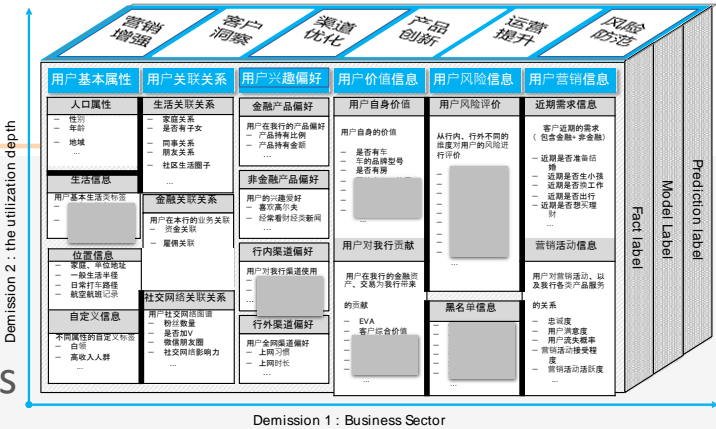 营销
增强
客户
洞察
渠道
优化
产品
创新
运营
提升
风险
防范
用户基本属性
人口属性
– 性别
– 年龄
– 地域
...
生活信息
用户基本生活类标签
位置信息
– 家庭、单位地址
– 一般生活半径
– 日常打车路径
– 航空航班记录
自定义信息
不同属性的自定义标签
– 白领
– 高收入人群
...
用户关联关系
生活关联关系
– 家庭关系
– 是否有子女
– 同事关系
– 朋友关系
– 社区生活圈子
...
金融关联关系
用户在本行的业务关联
– 资金关联
– 雇佣关联
社交网络关联关系
用户社交网络图谱
– 粉丝数量
– 是否加V
– 微信朋友圈
– 社交网络影响力
...
用户兴趣偏好
金融产品偏好
用户在我行的产品偏好
– 产品持有比例
– 产品持有金额
...
非金融产品偏好
用户的兴趣爱好
– 喜欢高尔夫
– 经常看财经类新闻
...
行内渠道偏好
用户对我行渠道使用
行外渠道偏好
用户全网渠道偏好
– 上网习惯
– 上网时长
...
用户价值信息
用户自身价值
用户自身的价值
– 是否有车
– 车的品牌型号
– 是否有房
...
用户对我行贡献
用户在我行的金融资
产、交易为我行带来
的贡献
– EVA
– 客户综合价值
...
用户风险信息
用户风险评价
从行内、行外不同的
维度对用户的风险进
行评价
...
黑名单信息
...
用户营销信息
近期需求信息
客户近期的需求
（包含金融+非金融）
– 近期是否准备结
婚
– 近期是否生小孩
– 近期是否换工作
– 近期是否出行
– 近期是否想买理
财
...
营销活动信息
用户对营销活动、以
及我行各类产品服务
的关系
– 忠诚度
– 用户满意度
– 用户流失概率
– 营销活动接受程
度
– 营销活动活跃度
...
Fact label
Model Label
Prediction label
Demission 2 : the utilization depth
s
Demission 1 : Business Sector